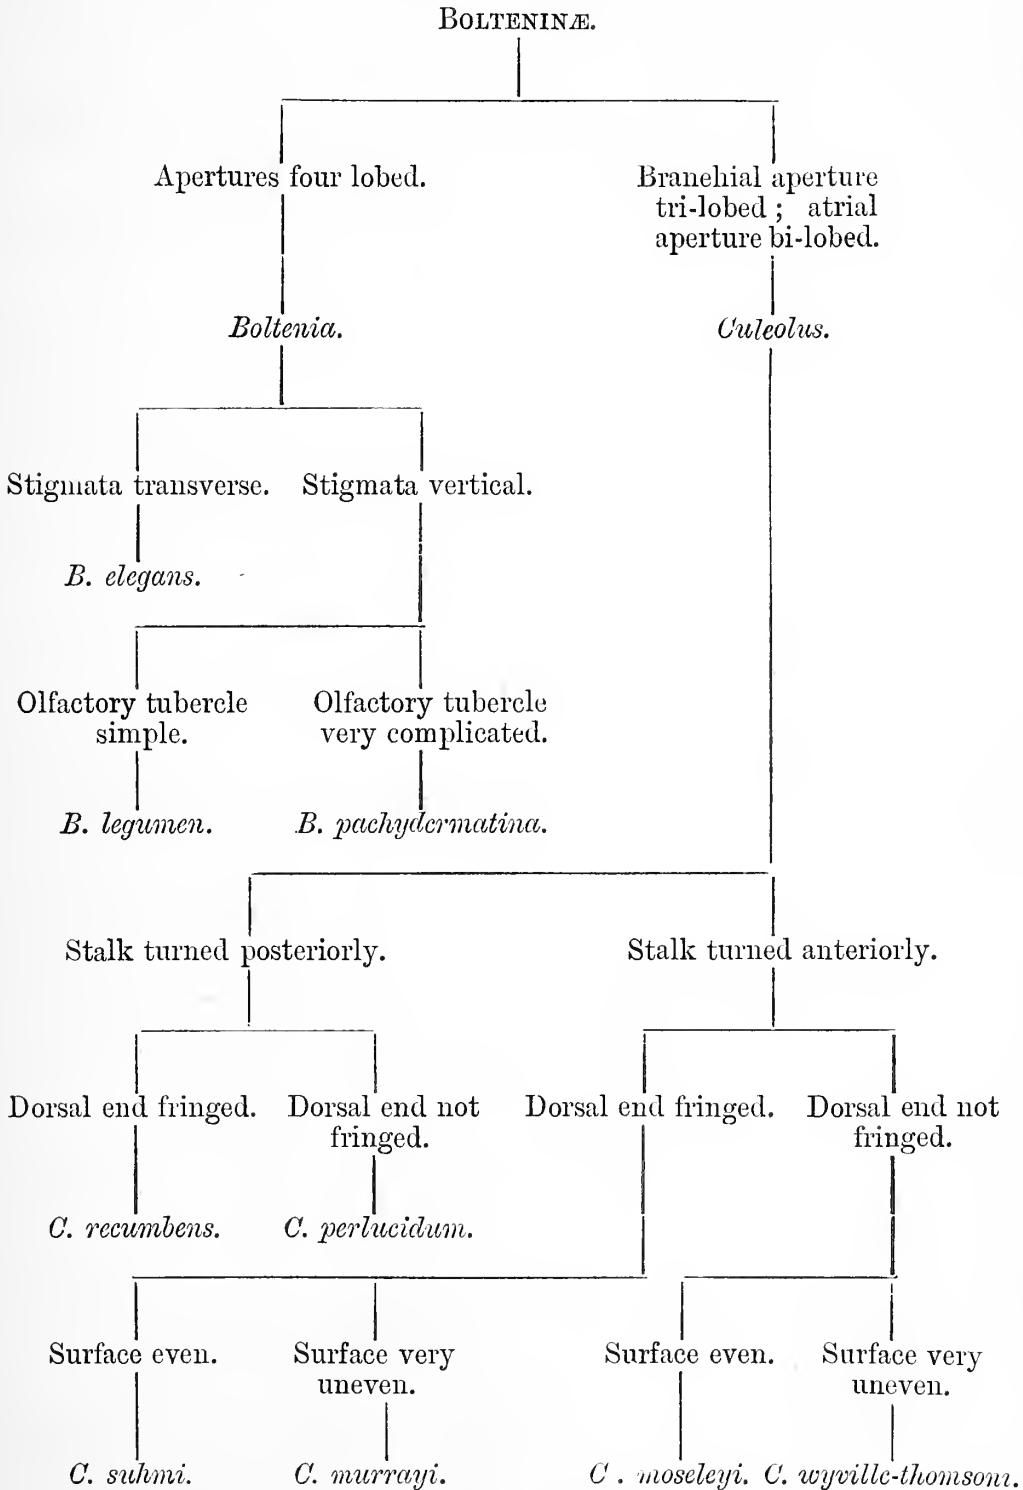 BOLTENINÆ.
Apertures four lobed.
Branchial aperture
tri-lobed ; atrial
aperture bi-lobed.
Boltenia.
Culeolus.
Stigmata transverse.
Stigmata vertical.
B. elegans.
Olfactory tubercle
simple.
Olfactory tubercle
very complicated.
B. legumen.
B. pachydermatina.
Stalk turned posteriorly.
Stalk turned anteriorly.
Dorsal end fringed.
Dorsal end not
fringed.
Dorsal end fringed.
Dorsal end not
fringed.
C. recumbens.
C. perlucidum.
Surface even.
Surface very
uneven.
Surface even.
Surface very
uneven.
C. suhmi.
C. murrayi.
C . moseleyi.
C. wyville-thomsoni.